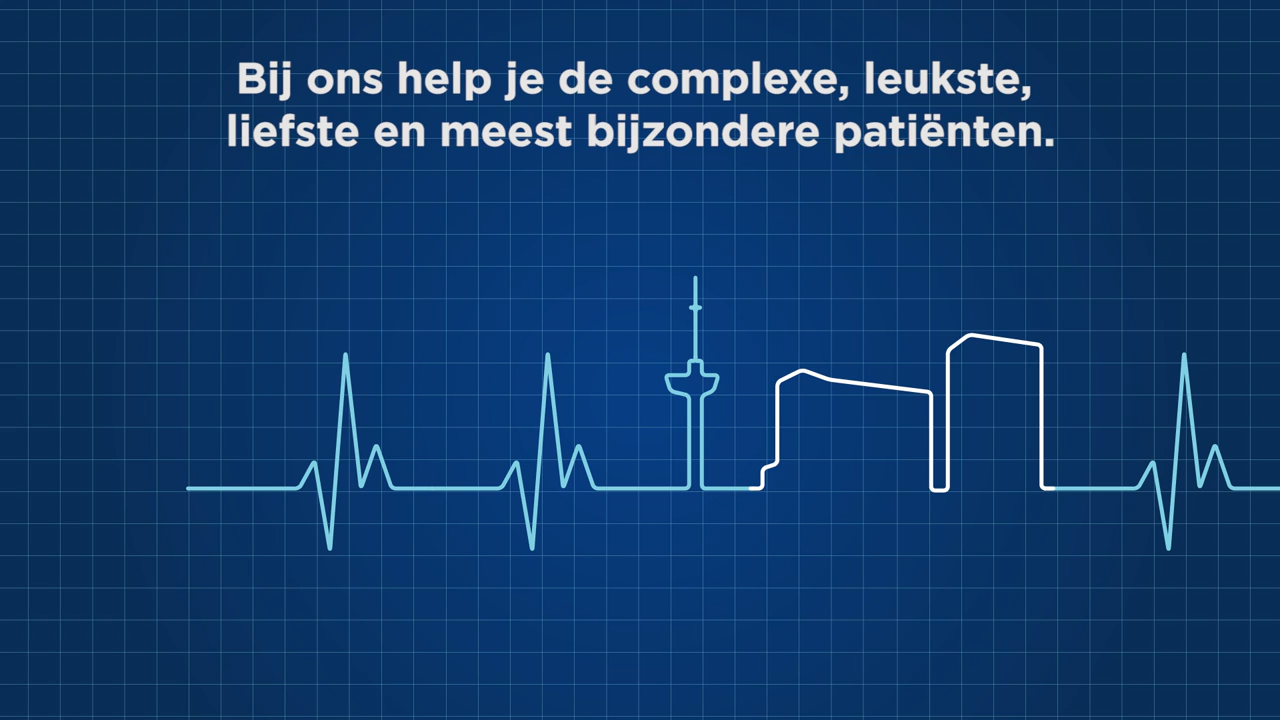 Bij ons help je de complexe, leukste,
liefste en meest bijzondere patiënten.